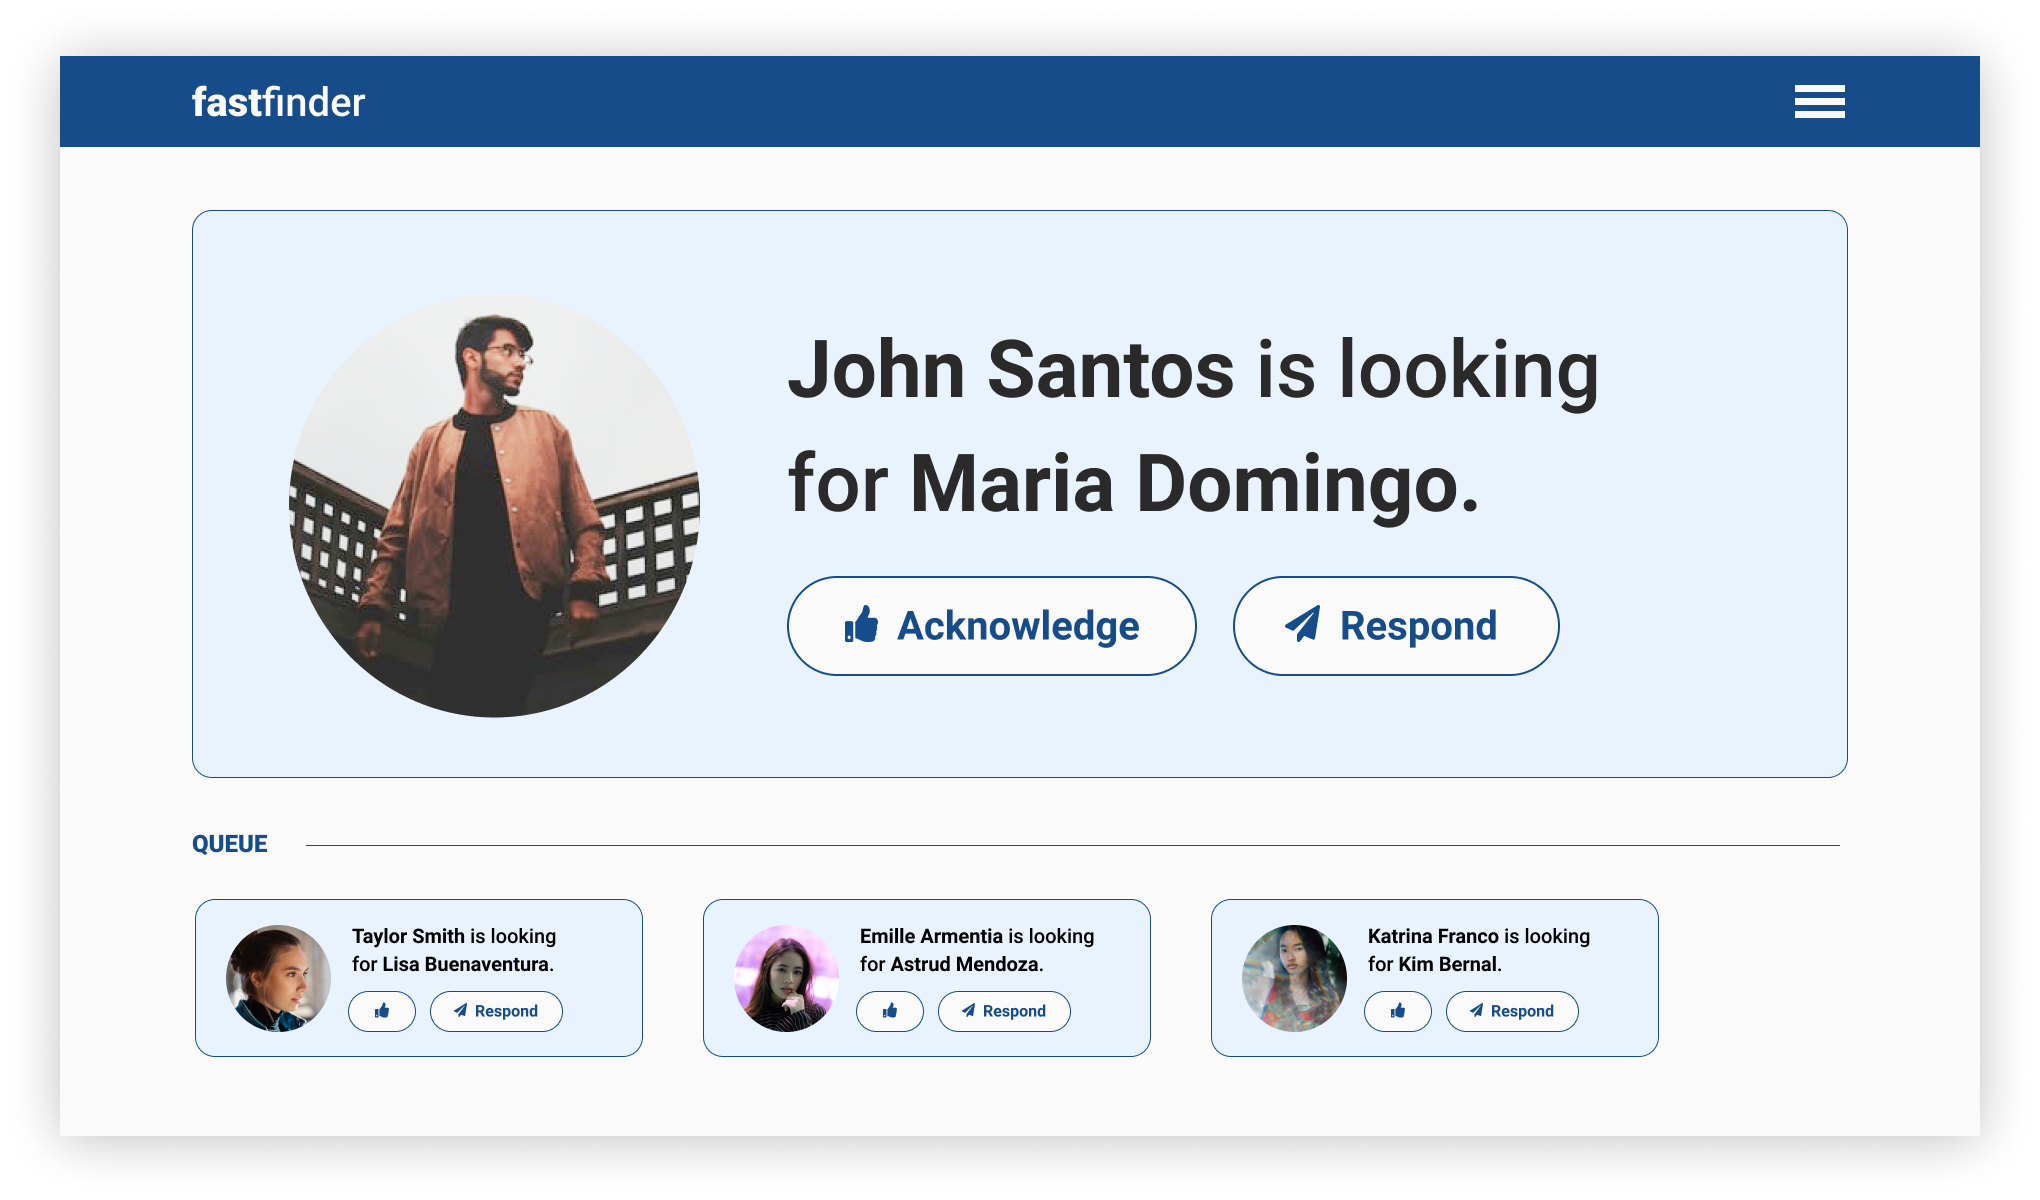 fastfinder
John Santos is looking
for Maria Domingo.
Acknowledge
Respond
QUEUE
Taylor Smith is looking
for Lisa Buenaventura.
Respond
Emille Armentia is looking
for Astrud Mendoza.
Respond
Katrina Franco is looking
for Kim Bernal.
Respond